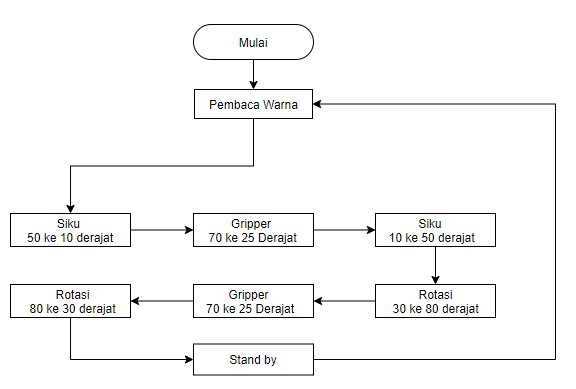 Mulai
Pembaca Warna
Siku
50 ke 10 derajat
Gripper
70 ke 25 Derajat
Siku
10 ke 50 derajat
Rotasi
30 ke 80 derajat
Gripper
70 ke 25 Derajat
Rotasi
80 ke 30 derajat
Stand by